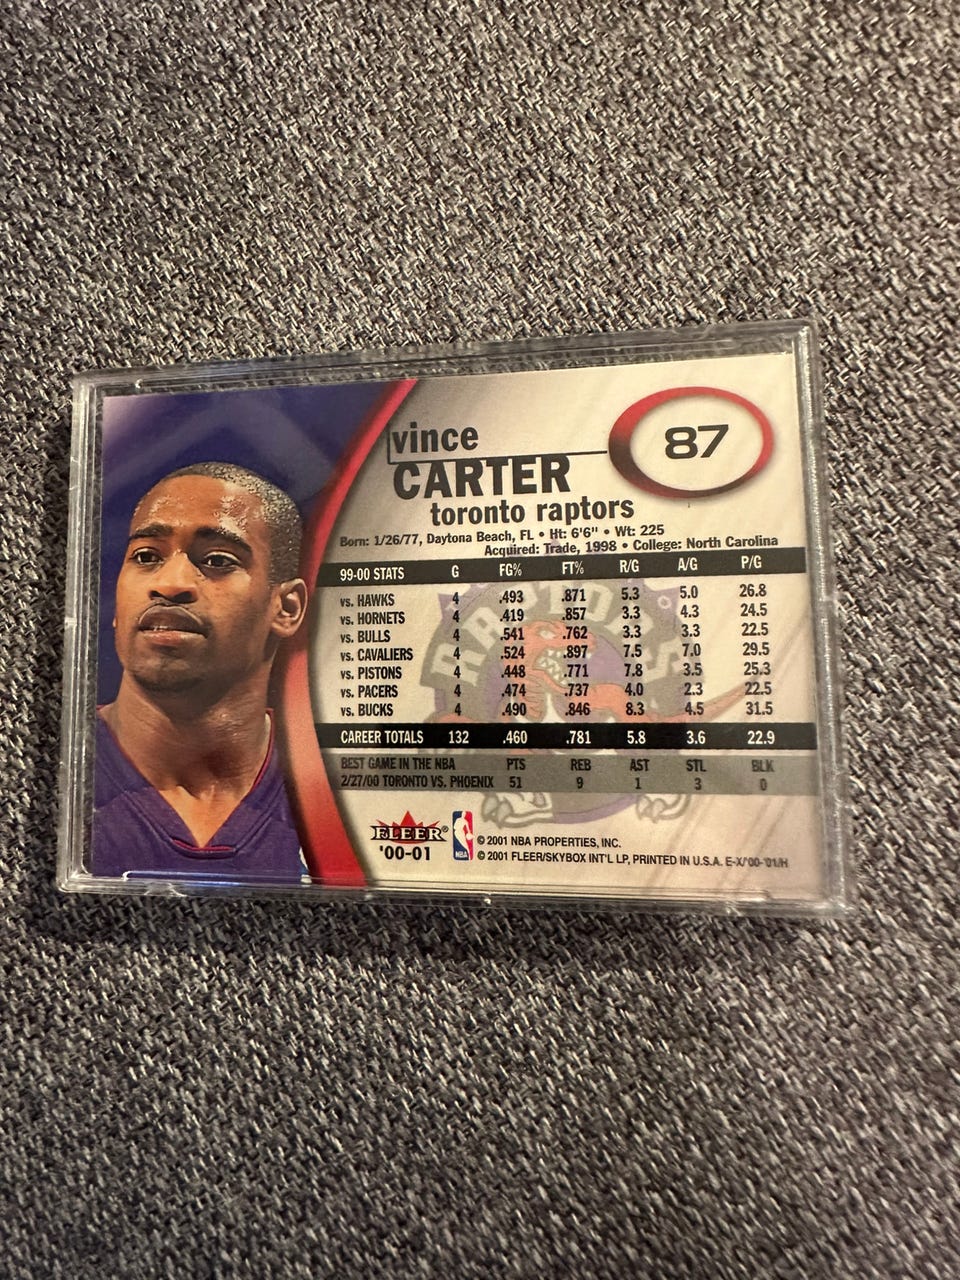 87
vince
CARTER
toronto raptors
Born: 1/26/77, Daytona Beach, FL • Ht: 6'6" • Wt: 225
Acquired: Trade, 1998 • College: North Carolina
99-00 STATS G FG% FT% R/G A/G P/G
vs. HAWKS 4 .493 .871 5.3 5.0 26.8
vs. HORNETS 4 .419 .857 3.3 4.3 24.5
vs. BULLS 4 .541 .762 3.3 3.3 22.5
vs. CAVALIERS 4 .524 .897 7.5 7.0 29.5
vs. PISTONS 4 .448 .771 7.8 3.5 25.3
vs. PACERS 4 .474 .737 4.0 2.3 22.5
vs. BUCKS 4 .490 .846 8.3 4.5 31.5
RAPTORS
CAREER TOTALS 132 .460 .781 5.8 3.6 22.9
BEST GAME IN THE NBA PTS REB AST STL BLK
2/27/00 TORONTO VS. PHOENIX 51 9 1 3 0
FLEER®
'00-01
NBA
© 2001 NBA PROPERTIES, INC.
© 2001 FLEER/SKYBOX INT'L LP, PRINTED IN U.S.A. E-X/'00-'01/H